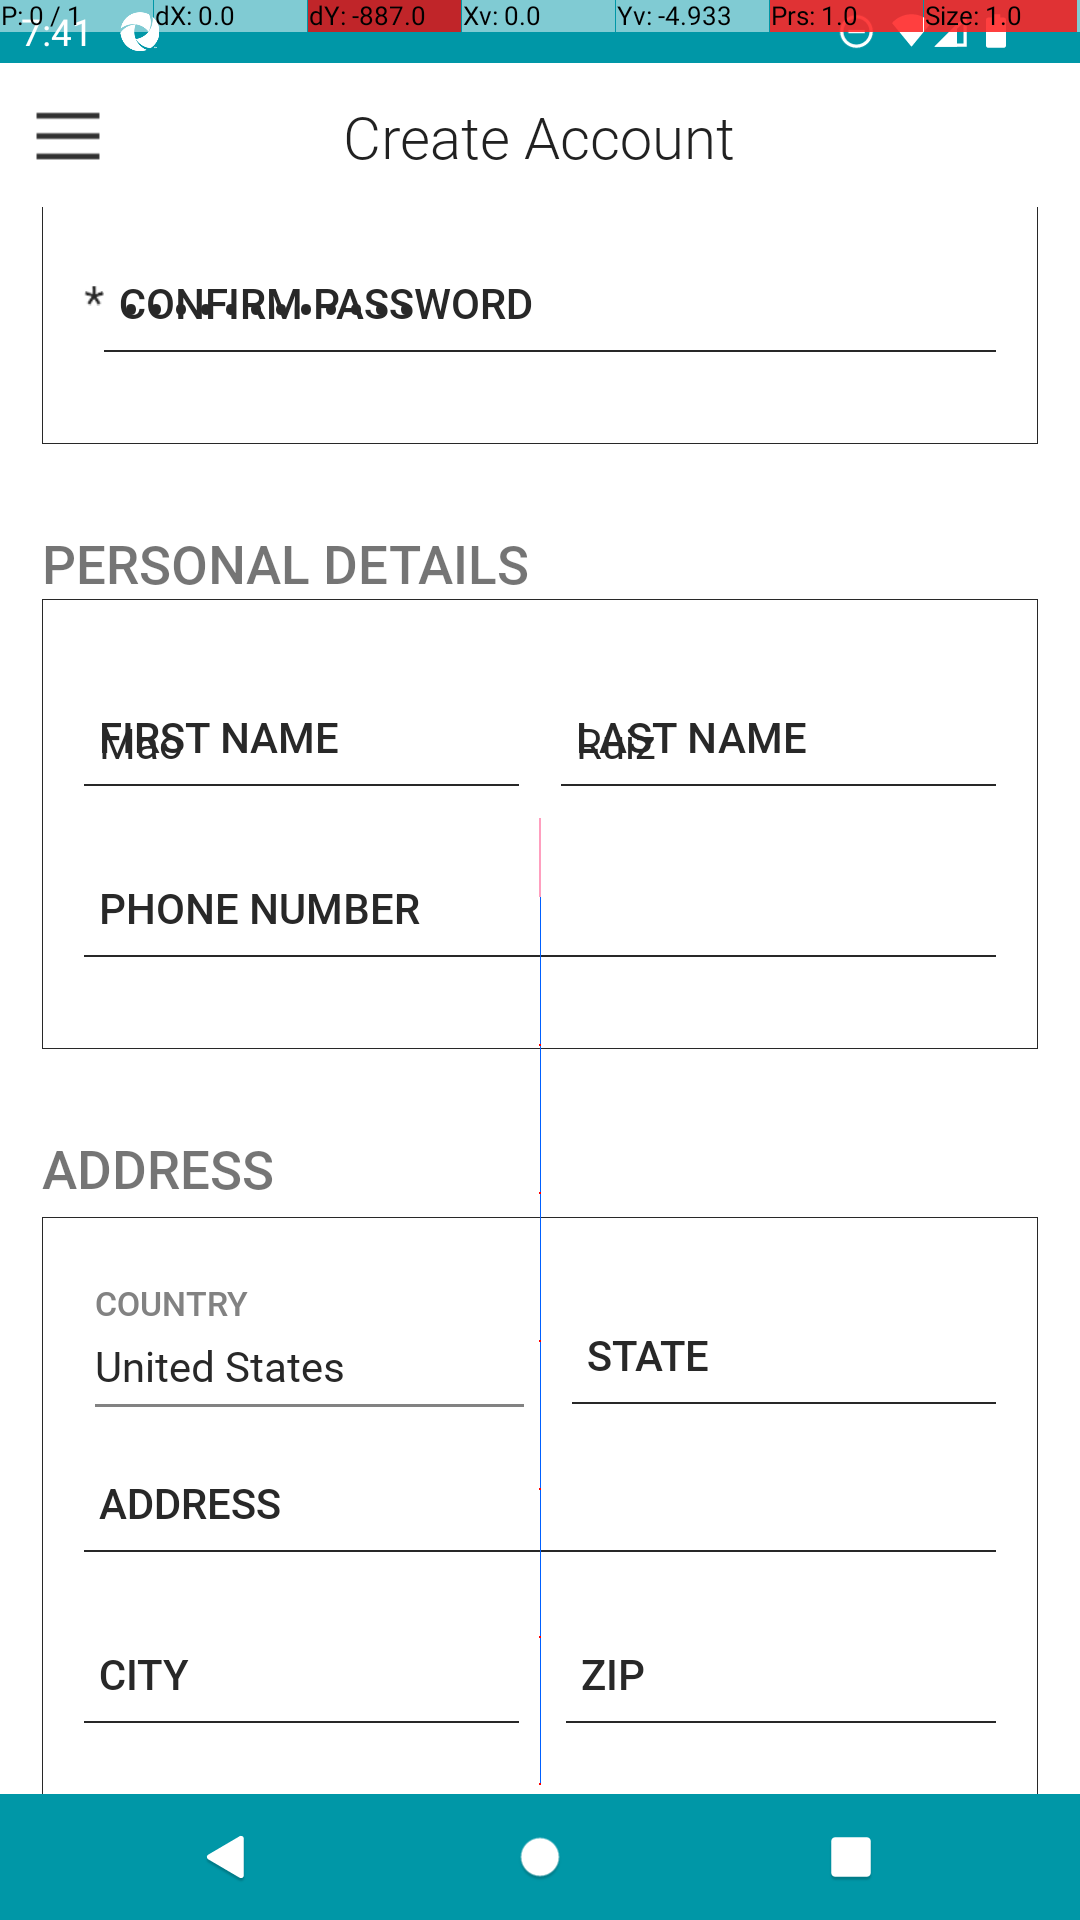 P: 0 / 1 dX: 0.0 dY: -887.0 Xv: 0.0 Yv: -4.933 Prs: 1.0 Size: 1.0
7:41
Create Account
* CONFIRM PASSWORD
PERSONAL DETAILS
FIRST NAME LAST NAME
Mao Ruiz
PHONE NUMBER
ADDRESS
COUNTRY
United States STATE
ADDRESS
CITY ZIP